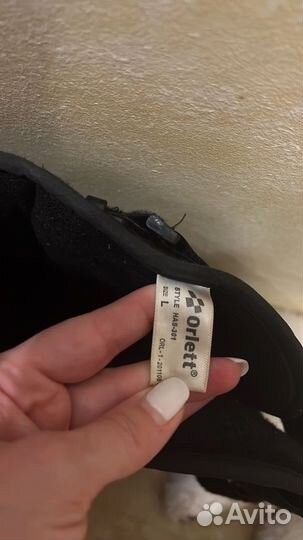 Orlett®
STYLE HAS-301
SIZE L
Avito